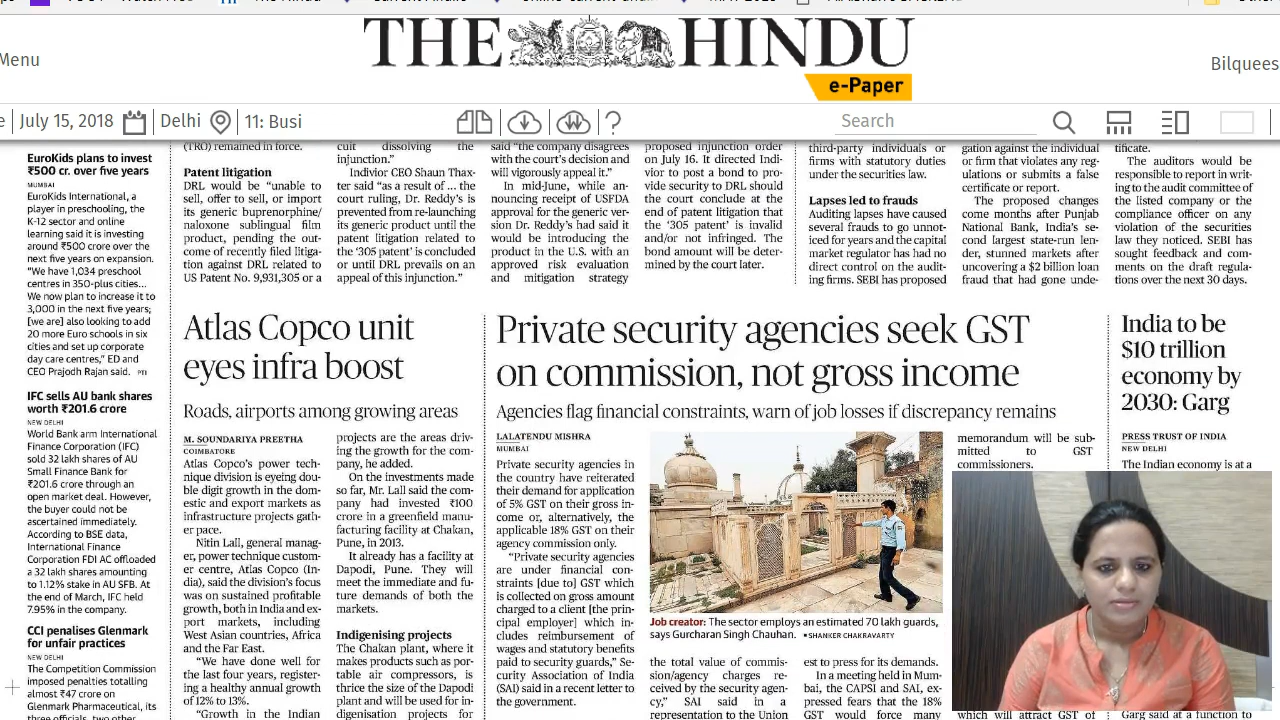 THE HINDU
e-Paper
Menu
Bilquees
July 15, 2018
Delhi
11: Busi
?
Search
EuroKids plans to invest
₹500 cr. over five years
MUMBAI
EuroKids International, a
player in preschooling, the
K-12 sector and online
learning said it is investing
around ₹500 crore over the
next five years on expansion.
"We have 1,034 preschool
centres in 350-plus cities...
We now plan to increase it to
3,000 in the next five years;
[we are] also looking to add
20 more Euro schools in six
cities and set up corporate
day care centres," ED and
CEO Prajodh Rajan said. PTI
IFC sells AU bank shares
worth ₹201.6 crore
NEW DELHI
World Bank arm International
Finance Corporation (IFC)
sold 32 lakh shares of AU
Small Finance Bank for
₹201.6 crore through an
open market deal. However,
the buyer could not be
ascertained immediately.
According to BSE data,
International Finance
Corporation FDI AC offloaded
a 32 lakh shares amounting
to 1.12% stake in AU SFB. At
the end of March, IFC held
7.95% in the company.
CCI penalises Glenmark
for unfair practices
NEW DELHI
The Competition Commission
imposed penalties totalling
almost ₹47 crore on
Glenmark Pharmaceutical, its
three officials, two other
(TRO) remained in force.
Patent litigation
DRL would be "unable to
sell, offer to sell, or import
its generic buprenorphine/
naloxone sublingual film
product, pending the out-
come of recently filed litiga-
tion against DRL related to
US Patent No. 9,931,305 or a
cuit dissolving the
injunction."
Indivior CEO Shaun Thax-
ter said "as a result of ... the
court ruling, Dr. Reddy's is
prevented from re-launching
its generic product until the
patent litigation related to
the '305 patent' is concluded
or until DRL prevails on an
appeal of this injunction."
said "the company disagrees
with the court's decision and
will vigorously appeal it."
In mid-June, while an-
nouncing receipt of USFDA
approval for the generic ver-
sion Dr. Reddy's had said it
would be introducing the
product in the U.S. with an
approved risk evaluation
and mitigation strategy
proposed injunction order
on July 16. It directed Indi-
vior to post a bond to pro-
vide security to DRL should
the court conclude at the
end of patent litigation that
the '305 patent' is invalid
and/or not infringed. The
bond amount will be deter-
mined by the court later.
third-party individuals or
firms with statutory duties
under the securities law.
Lapses led to frauds
Auditing lapses have caused
several frauds to go unnot-
iced for years and the capital
market regulator has had no
direct control on the audit-
ing firms. SEBI has proposed
gation against the individual
or firm that violates any reg-
ulations or submits a false
certificate or report.
The proposed changes
come months after Punjab
National Bank, India's se-
cond largest state-run len-
der, stunned markets after
uncovering a $2 billion loan
fraud that had gone unde-
tificate.
The auditors would be
responsible to report in writ-
ing to the audit committee of
the listed company or the
compliance officer on any
violation of the securities
law they noticed. SEBI has
sought feedback and com-
ments on the draft regula-
tions over the next 30 days.
Atlas Copco unit
eyes infra boost
Roads, airports among growing areas
M. SOUNDARIYA PREETHA
COIMBATORE
Atlas Copco's power tech-
nique division is eyeing dou-
ble digit growth in the dom-
estic and export markets as
infrastructure projects gath-
er pace.
Nitin Lall, general manag-
er, power technique custom-
er centre, Atlas Copco (In-
dia), said the division's focus
was on sustained profitable
growth, both in India and ex-
port markets, including
West Asian countries, Africa
and the Far East.
"We have done well for
the last four years, register-
ing a healthy annual growth
of 12% to 13%.
"Growth in the Indian
projects are the areas driv-
ing the growth for the com-
pany, he added.
On the investments made
so far, Mr. Lall said the com-
pany had invested ₹100
crore in a greenfield manu-
facturing facility at Chakan,
Pune, in 2013.
It already has a facility at
Dapodi, Pune. They will
meet the immediate and fu-
ture demands of both the
markets.
Indigenising projects
The Chakan plant, where it
makes products such as por-
table air compressors, is
thrice the size of the Dapodi
plant and will be used for in-
digenisation projects for
Private security agencies seek GST
on commission, not gross income
Agencies flag financial constraints, warn of job losses if discrepancy remains
LALATENDU MISHRA
MUMBAI
Private security agencies in
the country have reiterated
their demand for application
of 5% GST on their gross in-
come or, alternatively, the
applicable 18% GST on their
agency commission only.
"Private security agencies
are under financial con-
straints [due to] GST which
is collected on gross amount
charged to a client [the prin-
cipal employer] which in-
cludes reimbursement of
wages and statutory benefits
paid to security guards," Se-
curity Association of India
(SAI) said in a recent letter to
the government.
Job creator: The sector employs an estimated 70 lakh guards,
says Gurcharan Singh Chauhan. ▪SHANKER CHAKRAVARTY
the total value of commis-
sion/agency charges re-
ceived by the security agen-
cy," SAI said in a
representation to the Union
est to press for its demands.
In a meeting held in Mum-
bai, the CAPSI and SAI, ex-
pressed fears that the 18%
GST would force many
memorandum will be sub-
mitted to GST
commissioners.
which will attract GST of
India to be
$10 trillion
economy by
2030: Garg
PRESS TRUST OF INDIA
NEW DELHI
The Indian economy is at a
Garg said at a function to